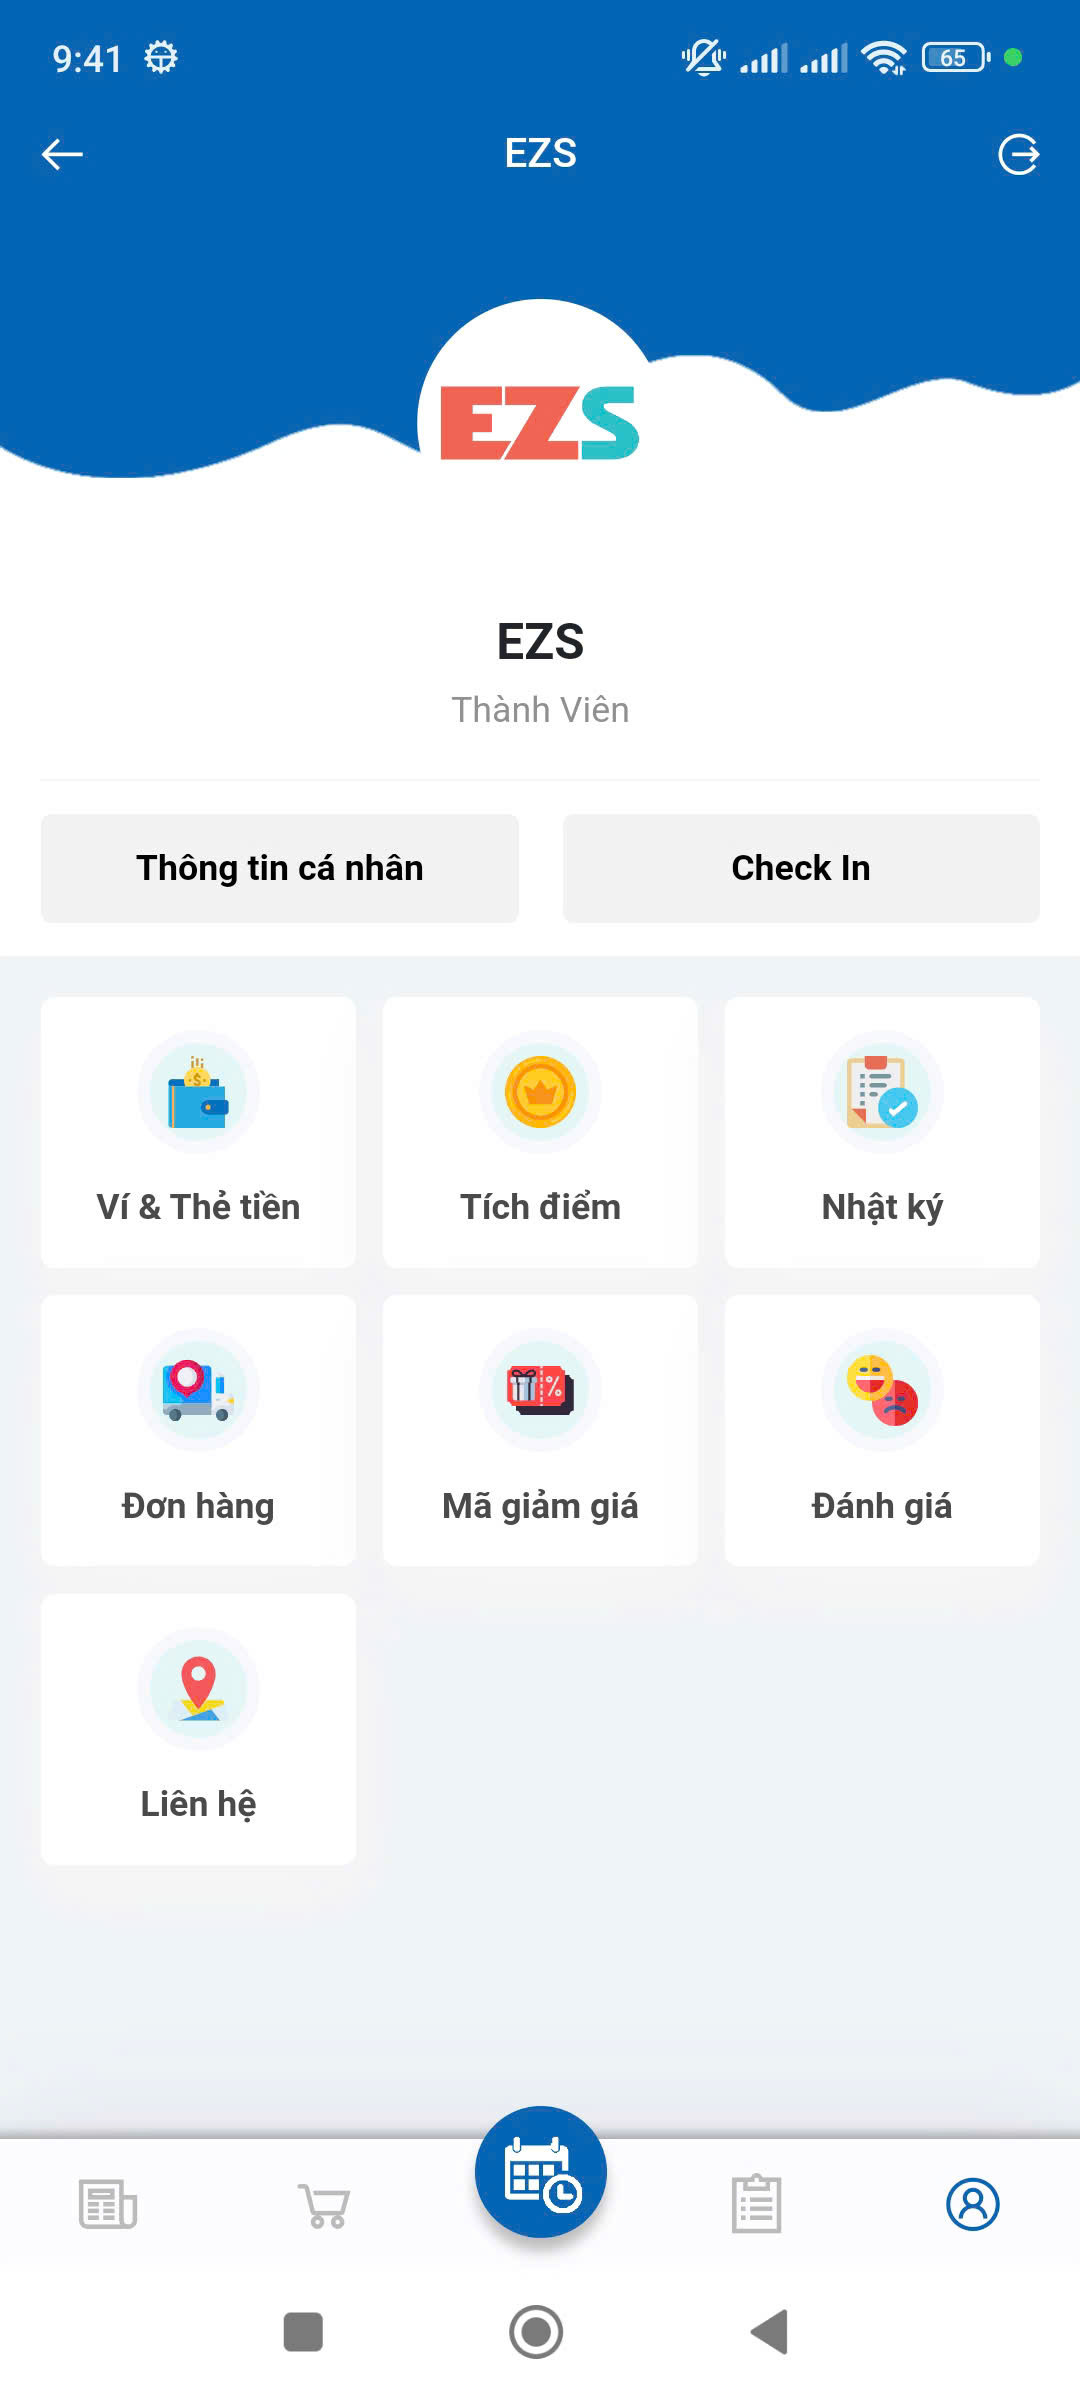 9:41
65
EZS
EZS
EZS
Thành Viên
Thông tin cá nhân
Check In
Ví & Thẻ tiền
Tích điểm
Nhật ký
Đơn hàng
Mã giảm giá
Đánh giá
Liên hệ